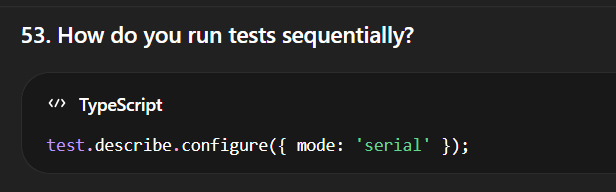 53. How do you run tests sequentially?
</> TypeScript
test.describe.configure({ mode: 'serial' });